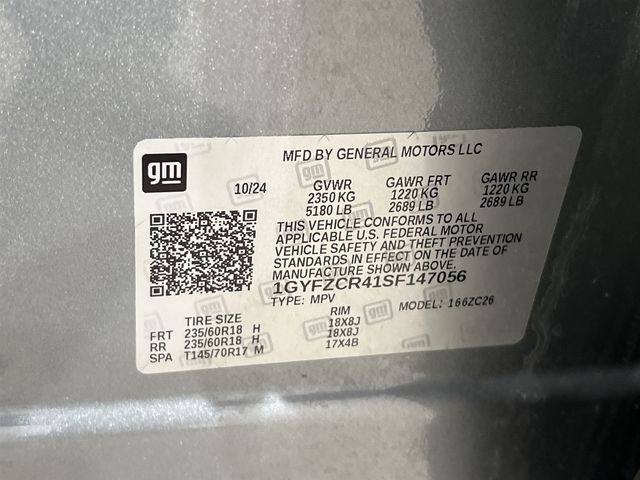 gm
MFD BY GENERAL MOTORS LLC
10/24 GVWR GAWR FRT GAWR RR
2350 KG 1220 KG 1220 KG
5180 LB 2689 LB 2689 LB
THIS VEHICLE CONFORMS TO ALL
APPLICABLE U.S. FEDERAL MOTOR
VEHICLE SAFETY AND THEFT PREVENTION
STANDARDS IN EFFECT ON THE DATE OF
MANUFACTURE SHOWN ABOVE.
1GYFZCR41SF147056
TYPE: MPV MODEL: 166ZC26
TIRE SIZE RIM
FRT 235/60R18 H 18X8J
RR 235/60R18 H 18X8J
SPA T145/70R17 M 17X4B